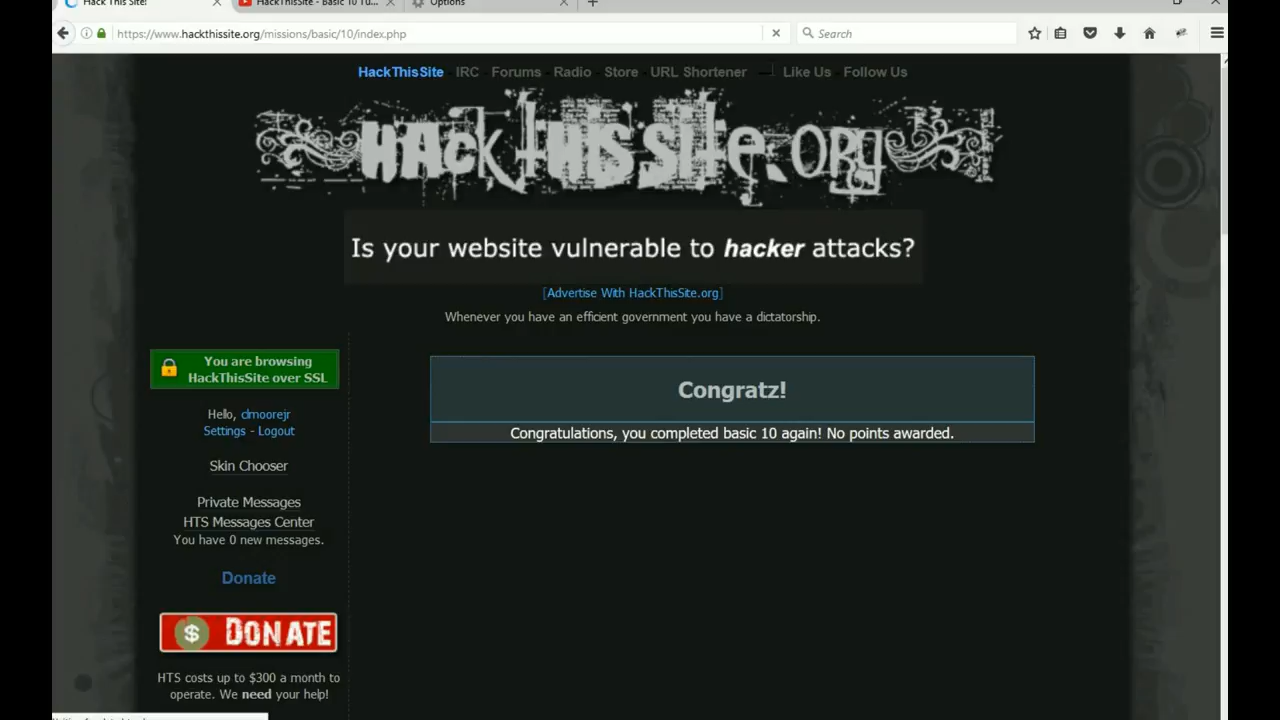 Hack This Site!
HackThisSite - Basic 10 Tu...
Options
https://www.hackthissite.org/missions/basic/10/index.php
Search
HackThisSite IRC - Forums - Radio - Store - URL Shortener Like Us - Follow Us
HACK THIS SITE.ORG
Is your website vulnerable to hacker attacks?
[Advertise With HackThisSite.org]
Whenever you have an efficient government you have a dictatorship.
You are browsing
HackThisSite over SSL
Congratz!
Congratulations, you completed basic 10 again! No points awarded.
Hello, clmoorejr
Settings - Logout
Skin Chooser
Private Messages
HTS Messages Center
You have 0 new messages.
Donate
$ DONATE
HTS costs up to $300 a month to
operate. We need your help!